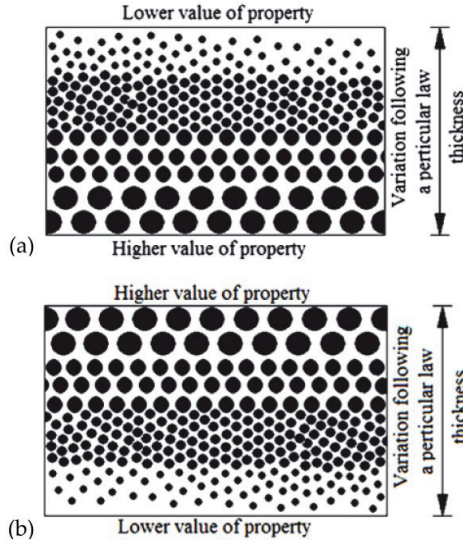 Lower value of property
Variation following
a perticular law
thickness
(a)
Higher value of property
Higher value of property
Variation following
a perticular law
thickness
(b)
Lower value of property